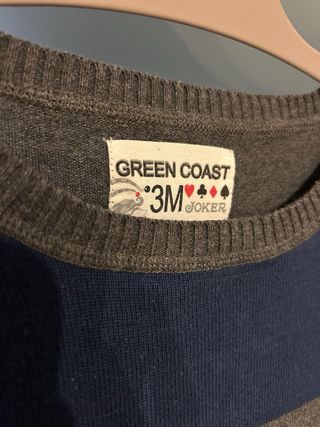 GREEN COAST
3M♥♣♦♠
JOKER